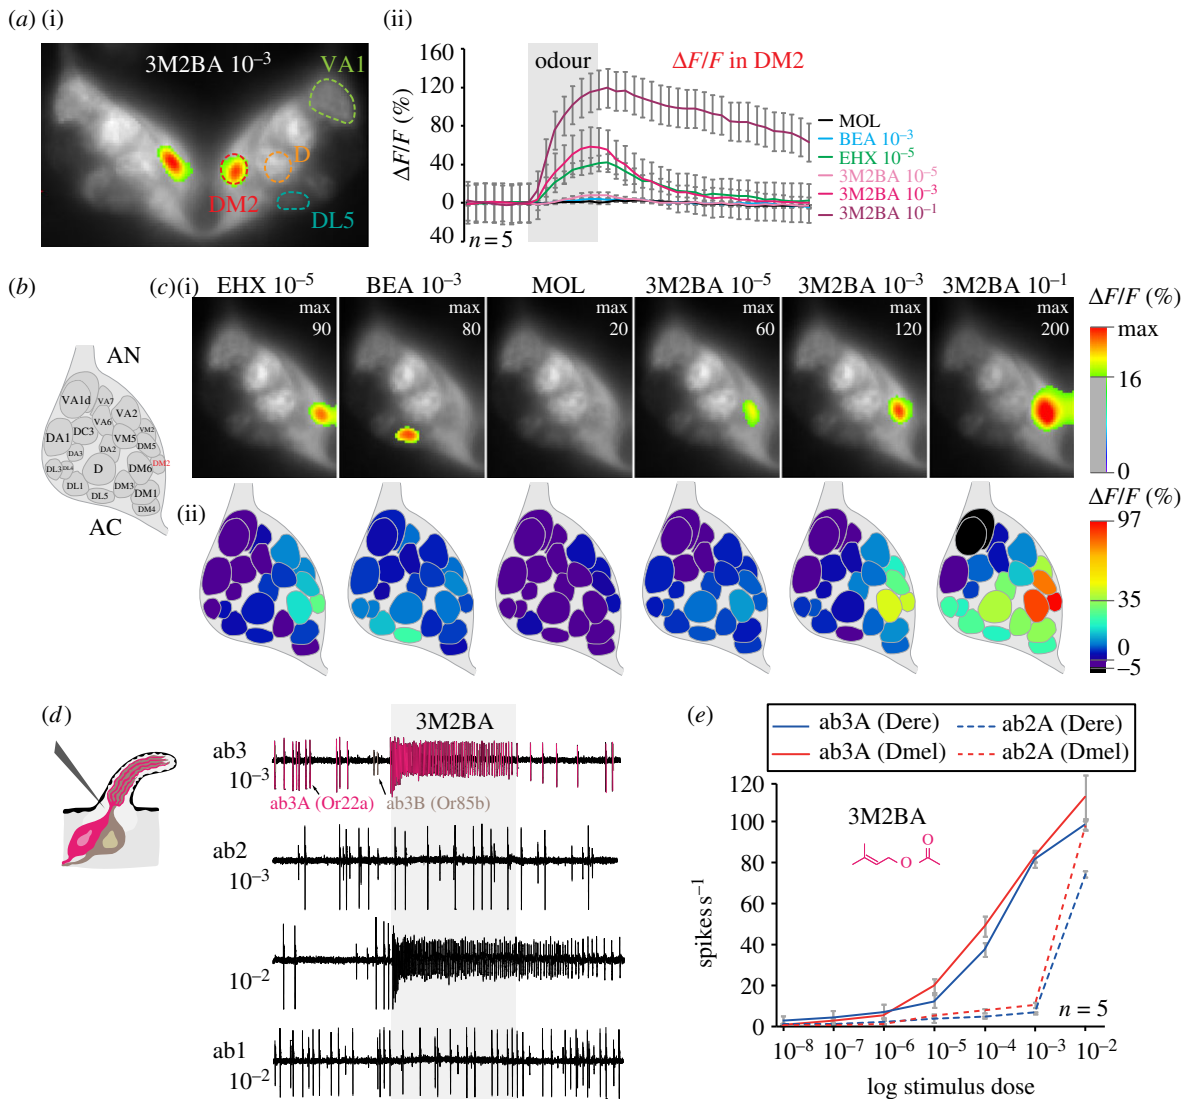 (a) (i)
3M2BA 10⁻³
VA1
D
DM2
DL5
(ii)
160
120
80
40
0
40
ΔF/F (%)
odour
ΔF/F in DM2
n = 5
MOL
BEA 10⁻³
EHX 10⁻⁵
3M2BA 10⁻⁵
3M2BA 10⁻³
3M2BA 10⁻¹
(b)
AN
VA1d
VA7
VA2
VA6
VM2
DA1
DC3
VM5
DM5
DA3
DA2
DL3
D
DM6
DM2
DL1
DM3
DM1
DL5
DM4
AC
(c)(i)
EHX 10⁻⁵
BEA 10⁻³
MOL
3M2BA 10⁻⁵
3M2BA 10⁻³
3M2BA 10⁻¹
max 90
max 80
max 20
max 60
max 120
max 200
ΔF/F (%)
max
16
0
(ii)
ΔF/F (%)
97
35
0
–5
(d)
3M2BA
ab3
10⁻³
ab3A (Or22a)
ab3B (Or85b)
ab2
10⁻³
10⁻²
ab1
10⁻²
(e)
ab3A (Dere)
ab2A (Dere)
ab3A (Dmel)
ab2A (Dmel)
120
100
80
60
40
20
0
spikes s⁻¹
3M2BA
O
O
n = 5
10⁻⁸ 10⁻⁷ 10⁻⁶ 10⁻⁵ 10⁻⁴ 10⁻³ 10⁻²
log stimulus dose